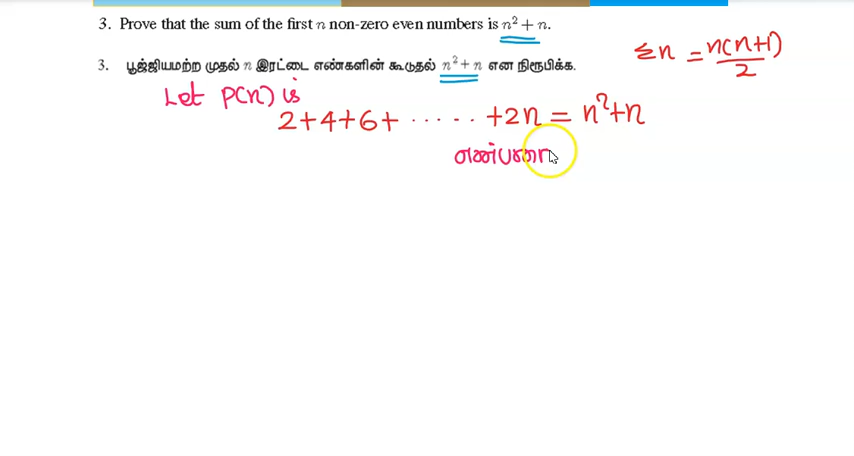 3. Prove that the sum of the first n non-zero even numbers is n² + n.
Σn = n(n+1)/2
3. பூஜ்ஜியமற்ற முதல் n இரட்டை எண்களின் கூடுதல் n² + n என நிரூபிக்க.
Let P(n) is
2+4+6+ ...... +2n = n²+n